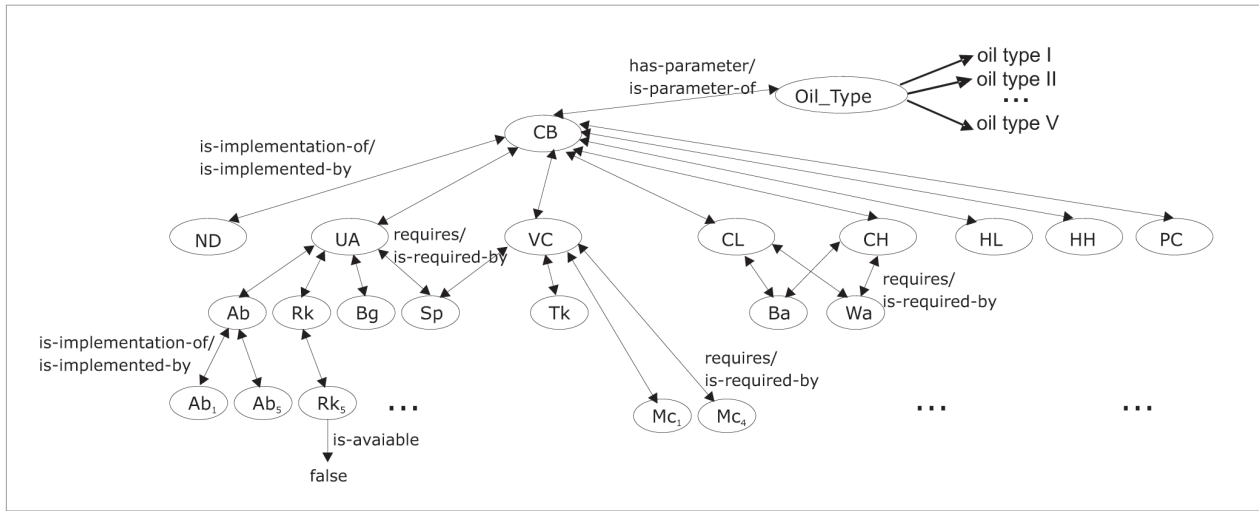 oil type I
has-parameter/
is-parameter-of
oil type II
Oil_Type
...
oil type V
CB
is-implementation-of/
is-implemented-by
ND
UA
requires/
is-required-by
VC
CL
CH
HL
HH
PC
requires/
is-required-by
Ab
Rk
Bg
Sp
Tk
Ba
Wa
is-implementation-of/
is-implemented-by
requires/
is-required-by
Ab₁
Ab₅
Rk₅
...
Mc₁
Mc₄
...
...
is-avaiable
false